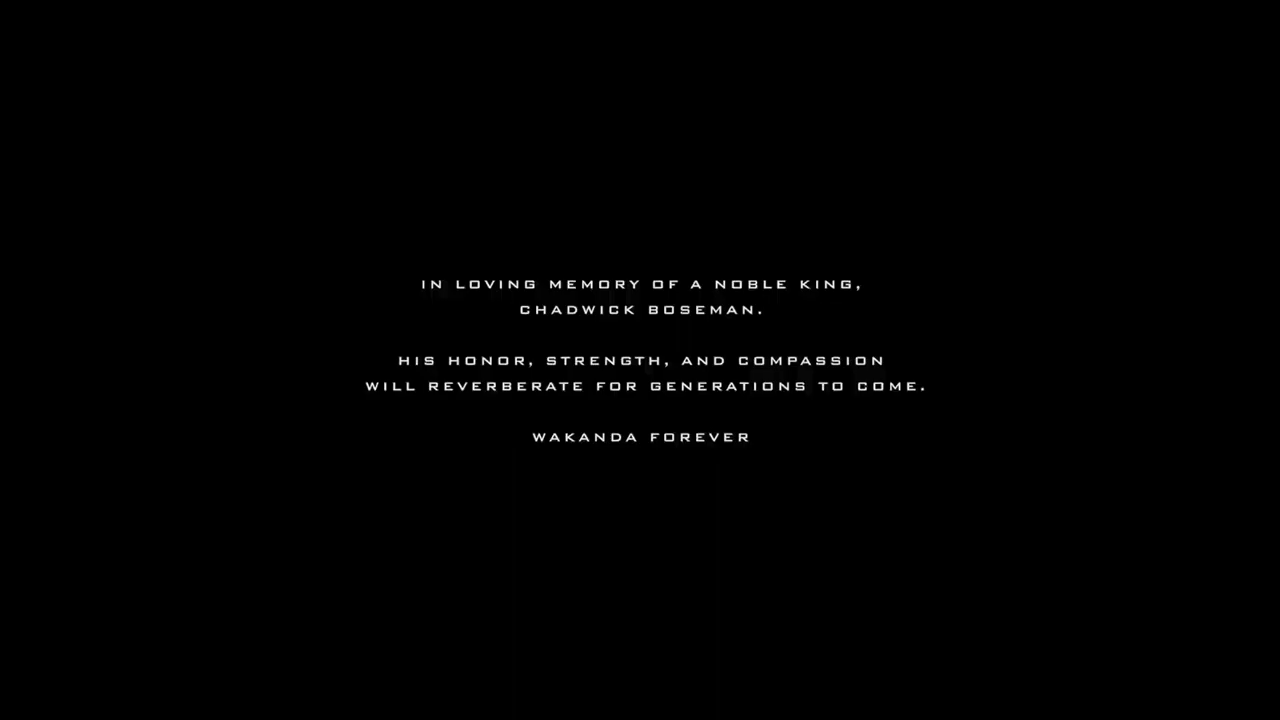 IN LOVING MEMORY OF A NOBLE KING,
CHADWICK BOSEMAN.
HIS HONOR, STRENGTH, AND COMPASSION
WILL REVERBERATE FOR GENERATIONS TO COME.
WAKANDA FOREVER